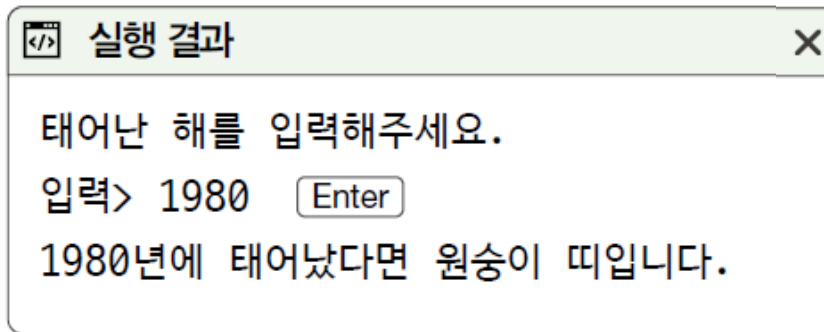 </> 실행 결과 ×
태어난 해를 입력해주세요.
입력> 1980 Enter
1980년에 태어났다면 원숭이 띠입니다.